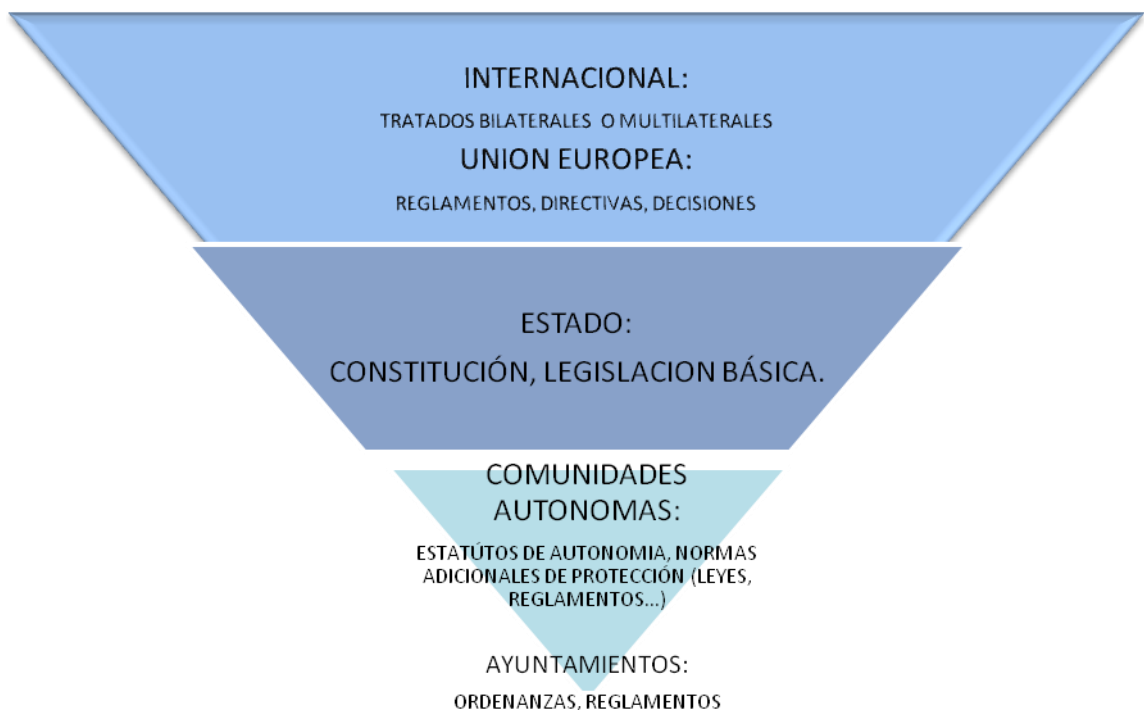 INTERNACIONAL:
TRATADOS BILATERALES O MULTILATERALES
UNION EUROPEA:
REGLAMENTOS, DIRECTIVAS, DECISIONES
ESTADO:
CONSTITUCIÓN, LEGISLACION BÁSICA.
COMUNIDADES
AUTONOMAS:
ESTATÚTOS DE AUTONOMIA, NORMAS
ADICIONALES DE PROTECCIÓN (LEYES,
REGLAMENTOS...)
AYUNTAMIENTOS:
ORDENANZAS, REGLAMENTOS